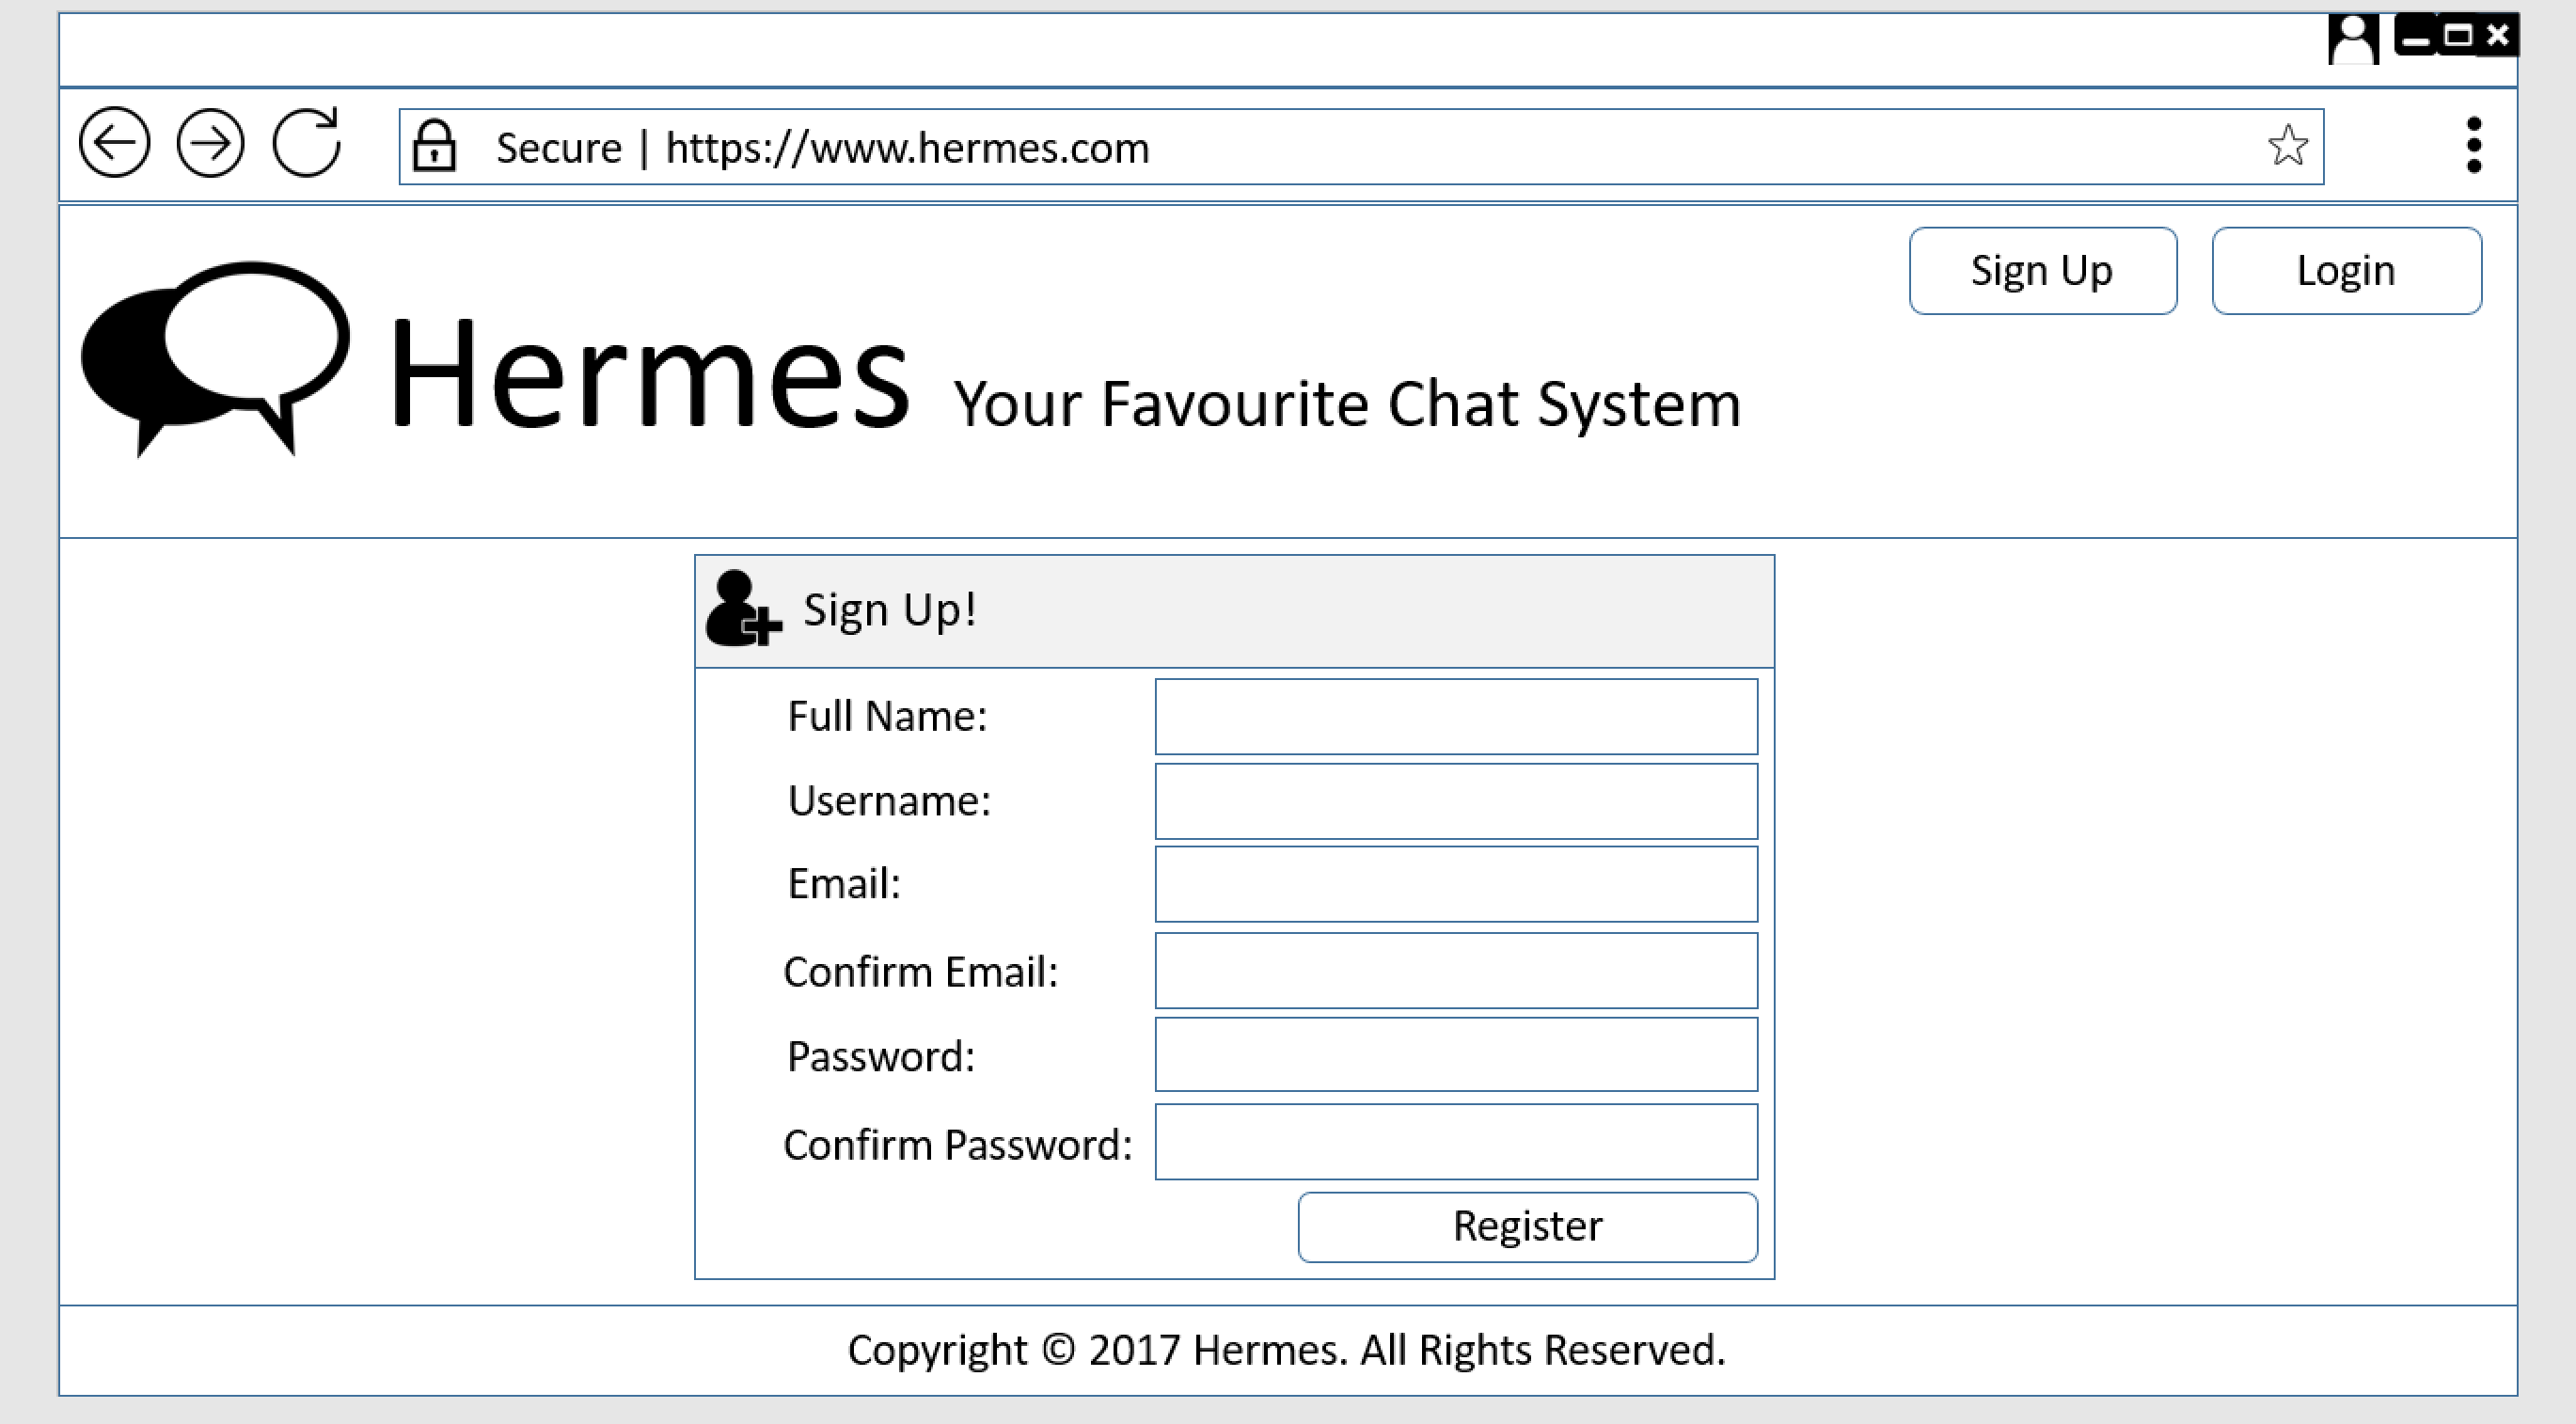 Secure | https://www.hermes.com
Sign Up
Login
Hermes Your Favourite Chat System
Sign Up!
Full Name:
Username:
Email:
Confirm Email:
Password:
Confirm Password:
Register
Copyright © 2017 Hermes. All Rights Reserved.